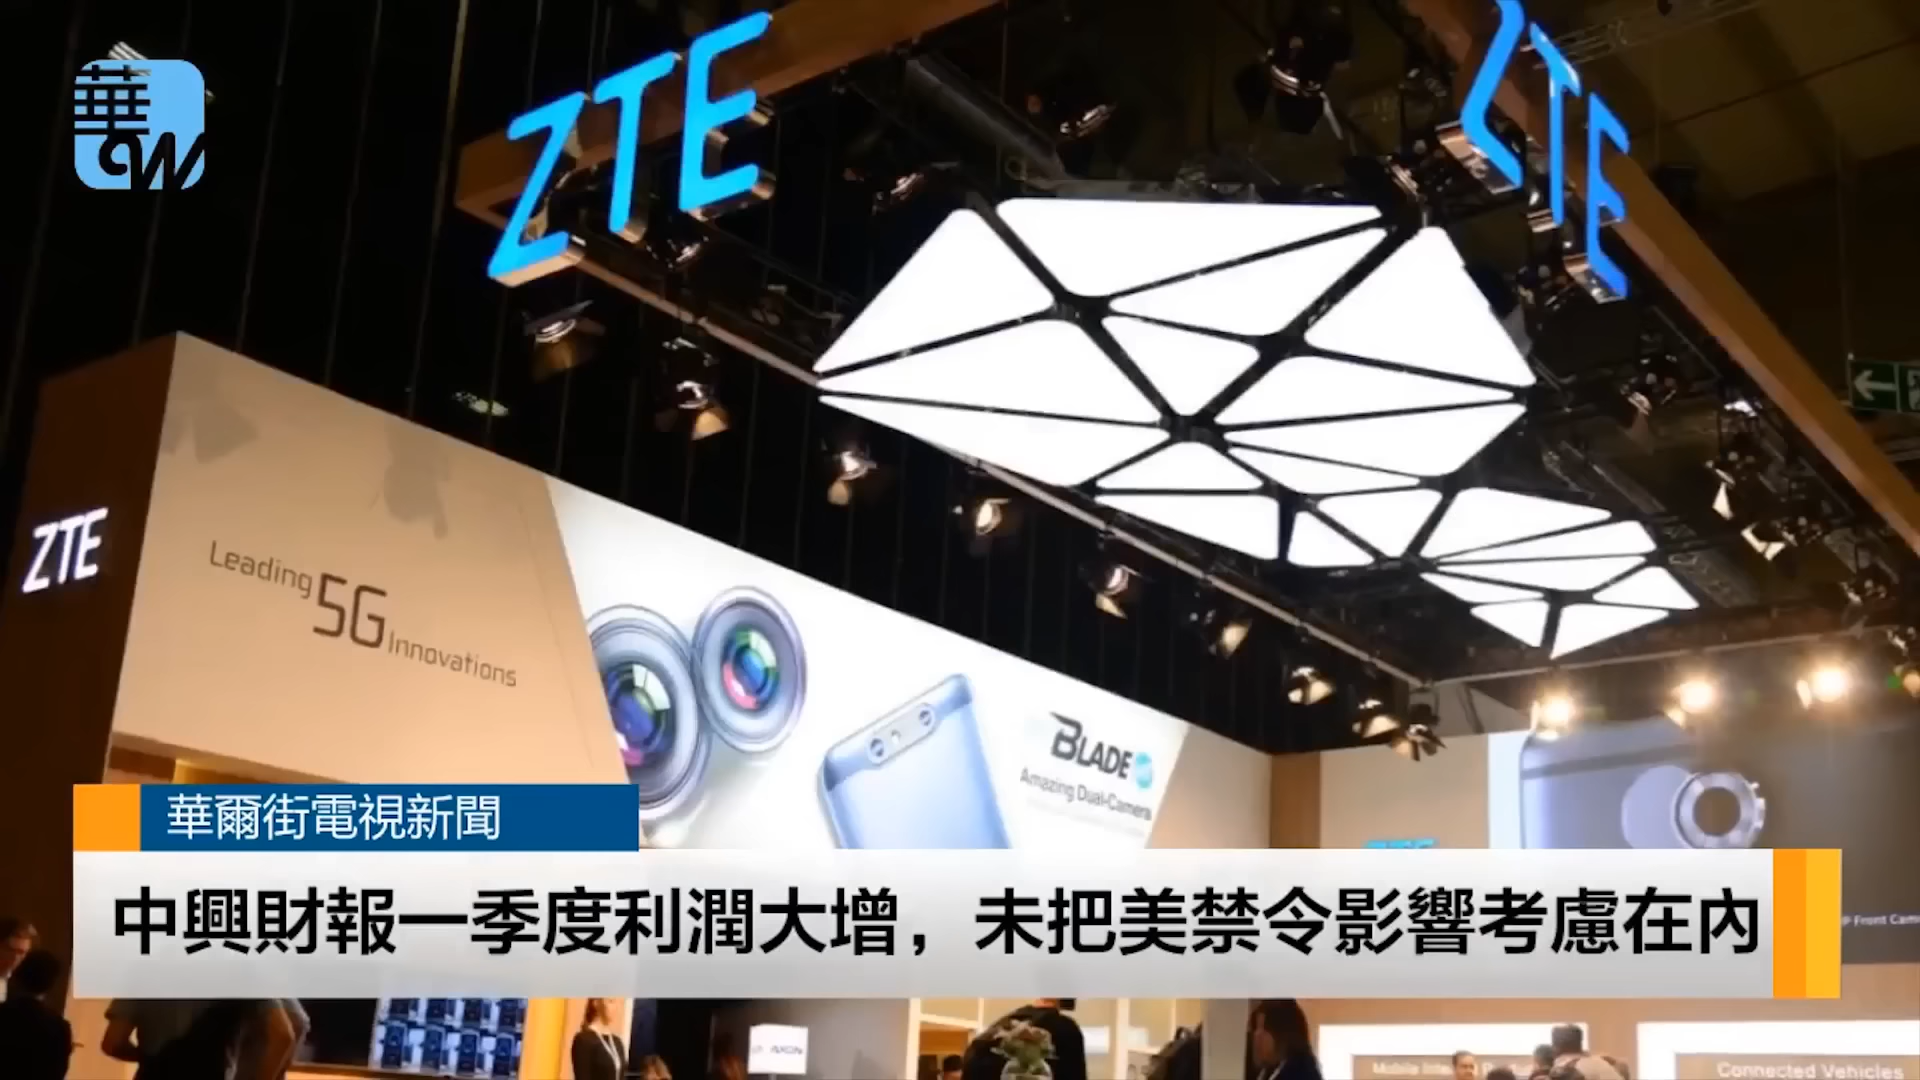 華
ZTE
ZTE
ZTE
Leading
5G
Innovations
BLADE
Amazing Dual-Camera
華爾街電視新聞
中興財報一季度利潤大增，未把美禁令影響考慮在內
ZTE
Connected Vehicles